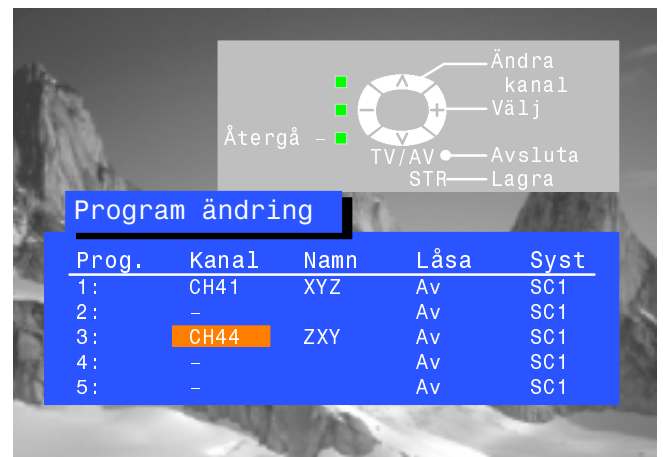 Ändra
kanal
Välj
Återgå –
TV/AV Avsluta
STR Lagra
Program ändring
Prog. Kanal Namn Låsa Syst
1: CH41 XYZ Av SC1
2: – Av SC1
3: CH44 ZXY Av SC1
4: – Av SC1
5: – Av SC1